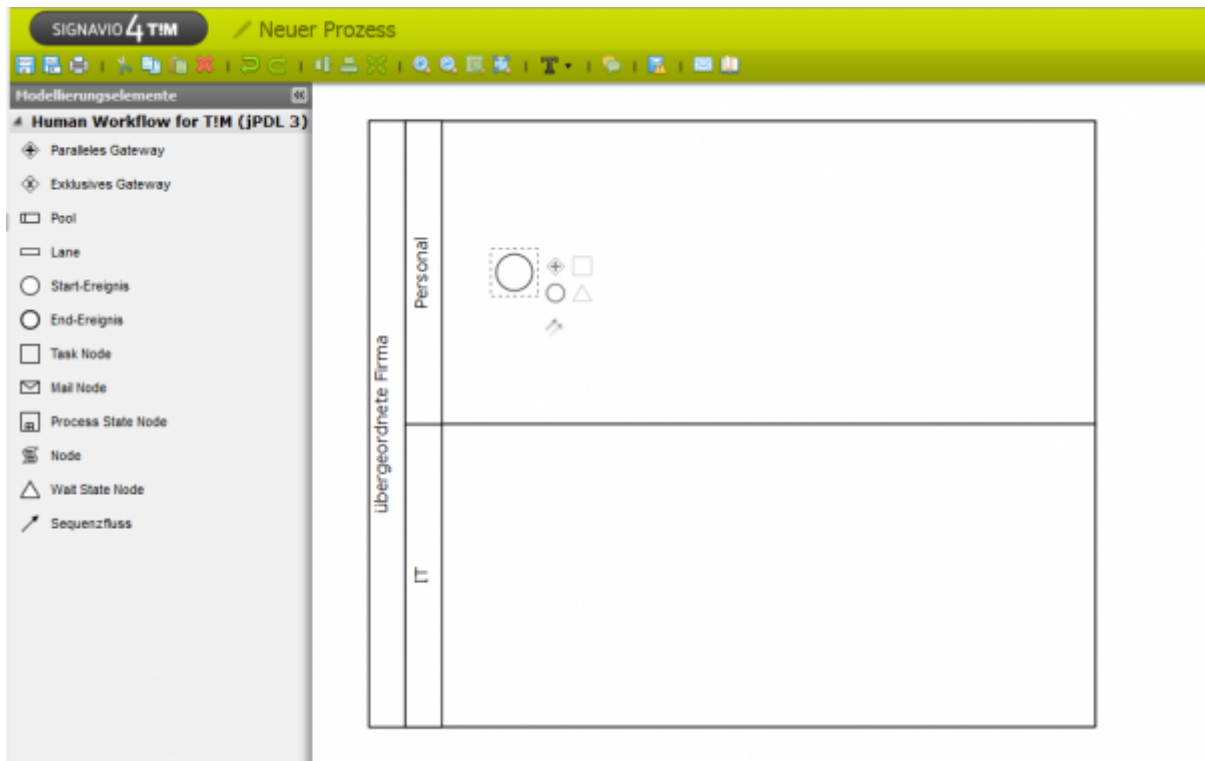 SIGNAVIO 4 T!M
Neuer Prozess
Modellierungselemente
Human Workflow for T!M (jPDL 3)
Paralleles Gateway
Exklusives Gateway
Pool
Lane
Start-Ereignis
End-Ereignis
Task Node
Mail Node
Process State Node
Node
Wait State Node
Sequenzfluss
übergeordnete Firma
Personal
IT